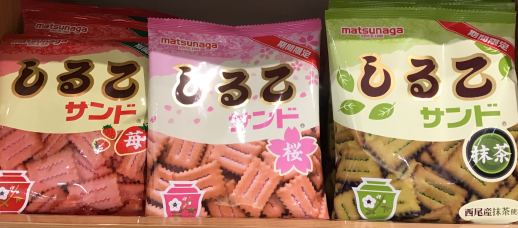 matsunaga
しるこ
サンド
苺
matsunaga
期間限定
しるこ
サンド
桜
matsunaga
期間限定
しるこ
サンド
抹茶
西尾産抹茶使